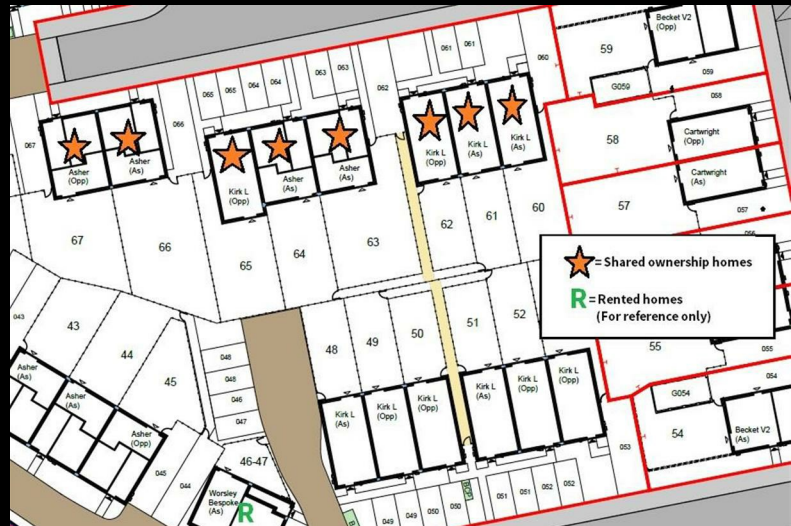 Becket V2
(Opp)
59
G059
059
058
061
061
060
063
063
064
064
065
065
062
066
067
Asher
(Opp)
Asher
(As)
Kirk L
(Opp)
Asher
(As)
Asher
(As)
Kirk L
(Opp)
Kirk L
(As)
Kirk L
(As)
58
Cartwright
(Opp)
Cartwright
(As)
57
057
056
67
66
65
64
63
62
61
60
= Shared ownership homes
R = Rented homes
(For reference only)
043
43
44
45
048
048
046
047
48
49
50
51
52
55
055
054
G054
54
Becket V2
(As)
053
Asher
(As)
Asher
(As)
Asher
(Opp)
Kirk L
(As)
Kirk L
(Opp)
Kirk L
(Opp)
Kirk L
(As)
Kirk L
(Opp)
Kirk L
(Opp)
045
044
46-47
Worsley
Bespoke
(As)
R
049
049
050
050
BCP
051
051
052
052